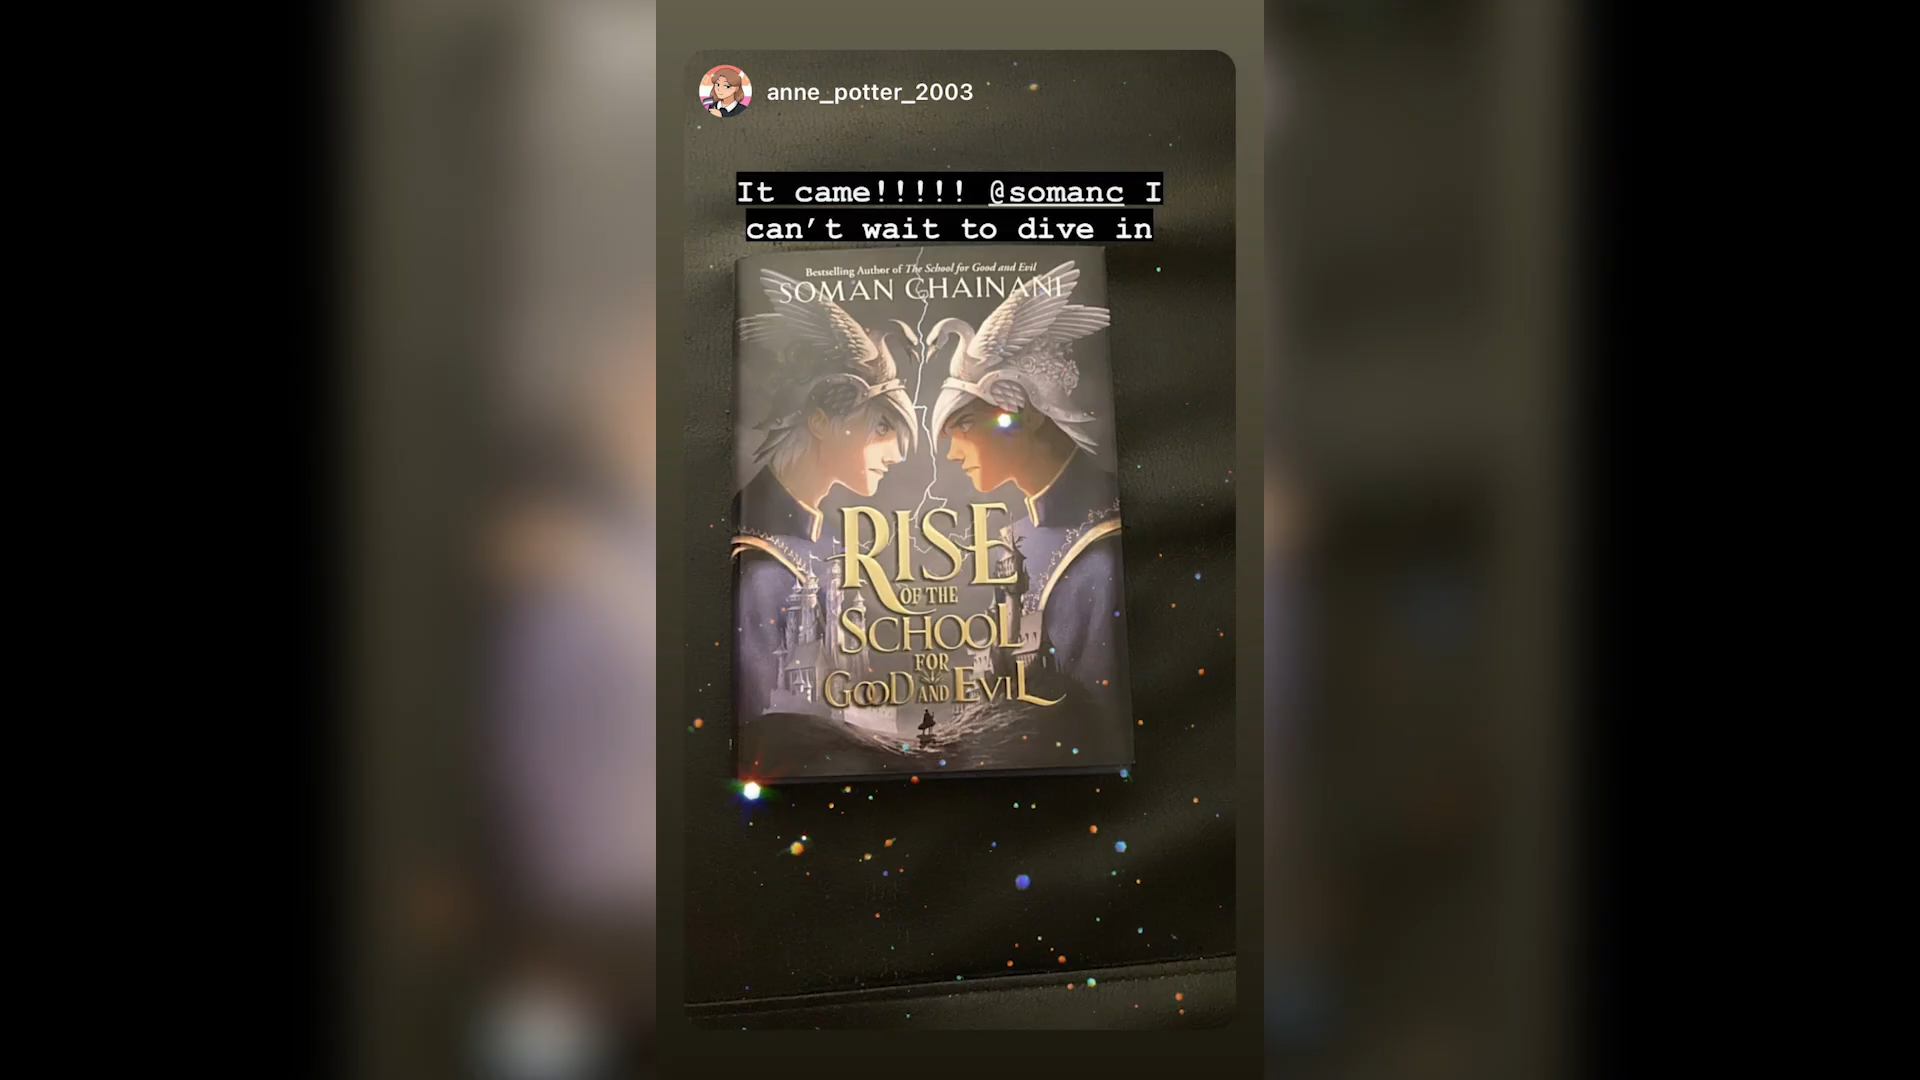 anne_potter_2003
It came!!!!! @somanc I
can’t wait to dive in
Bestselling Author of The School for Good and Evil
SOMAN CHAINANI
RISE
OF THE
SCHOOL
FOR
GOOD AND EVIL